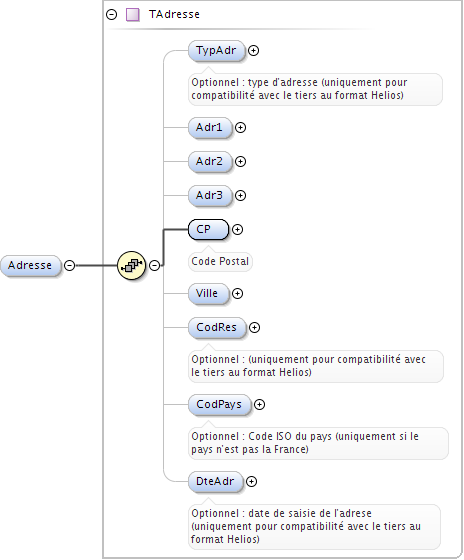 TAdresse
TypAdr
Optionnel : type d'adresse (uniquement pour
compatibilité avec le tiers au format Helios)
Adr1
Adr2
Adr3
CP
Adresse
Code Postal
Ville
CodRes
Optionnel : (uniquement pour compatibilité avec
le tiers au format Helios)
CodPays
Optionnel : Code ISO du pays (uniquement si le
pays n'est pas la France)
DteAdr
Optionnel : date de saisie de l'adrese
(uniquement pour compatibilité avec le tiers au
format Helios)